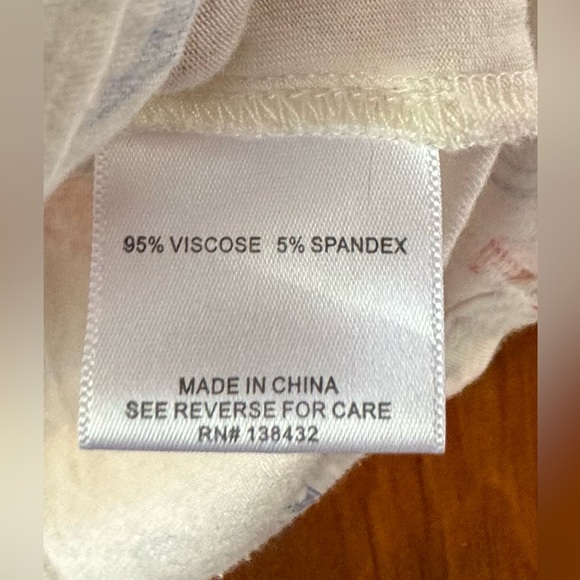 95% VISCOSE 5% SPANDEX
MADE IN CHINA
SEE REVERSE FOR CARE
RN# 138432